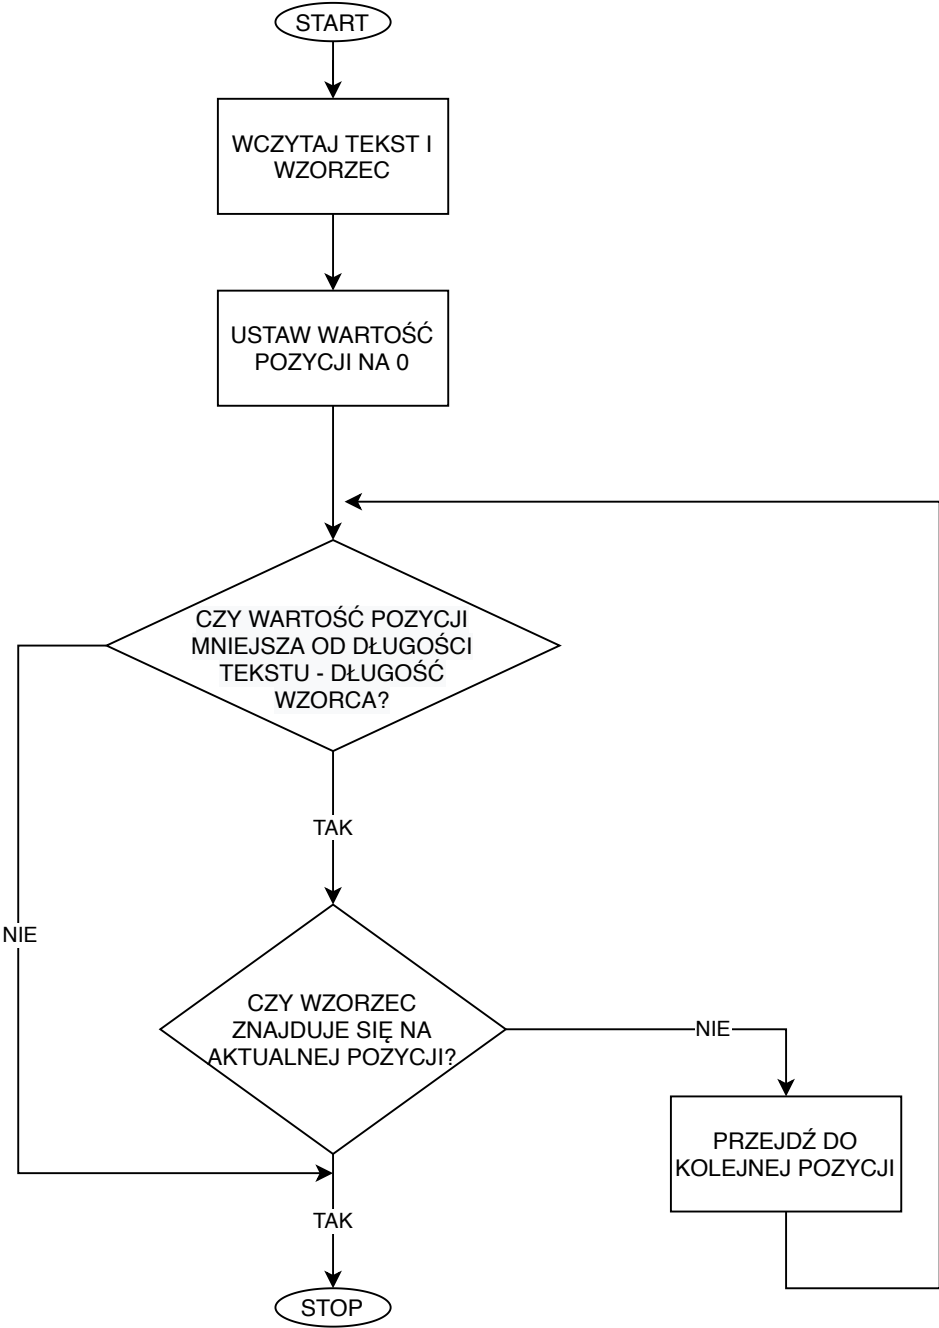 START
WCZYTAJ TEKST I
WZORZEC
USTAW WARTOŚĆ
POZYCJI NA 0
CZY WARTOŚĆ POZYCJI
MNIEJSZA OD DŁUGOŚCI
TEKSTU - DŁUGOŚĆ
WZORCA?
TAK
NIE
CZY WZORZEC
ZNAJDUJE SIĘ NA
AKTUALNEJ POZYCJI?
NIE
PRZEJDŹ DO
KOLEJNEJ POZYCJI
TAK
STOP